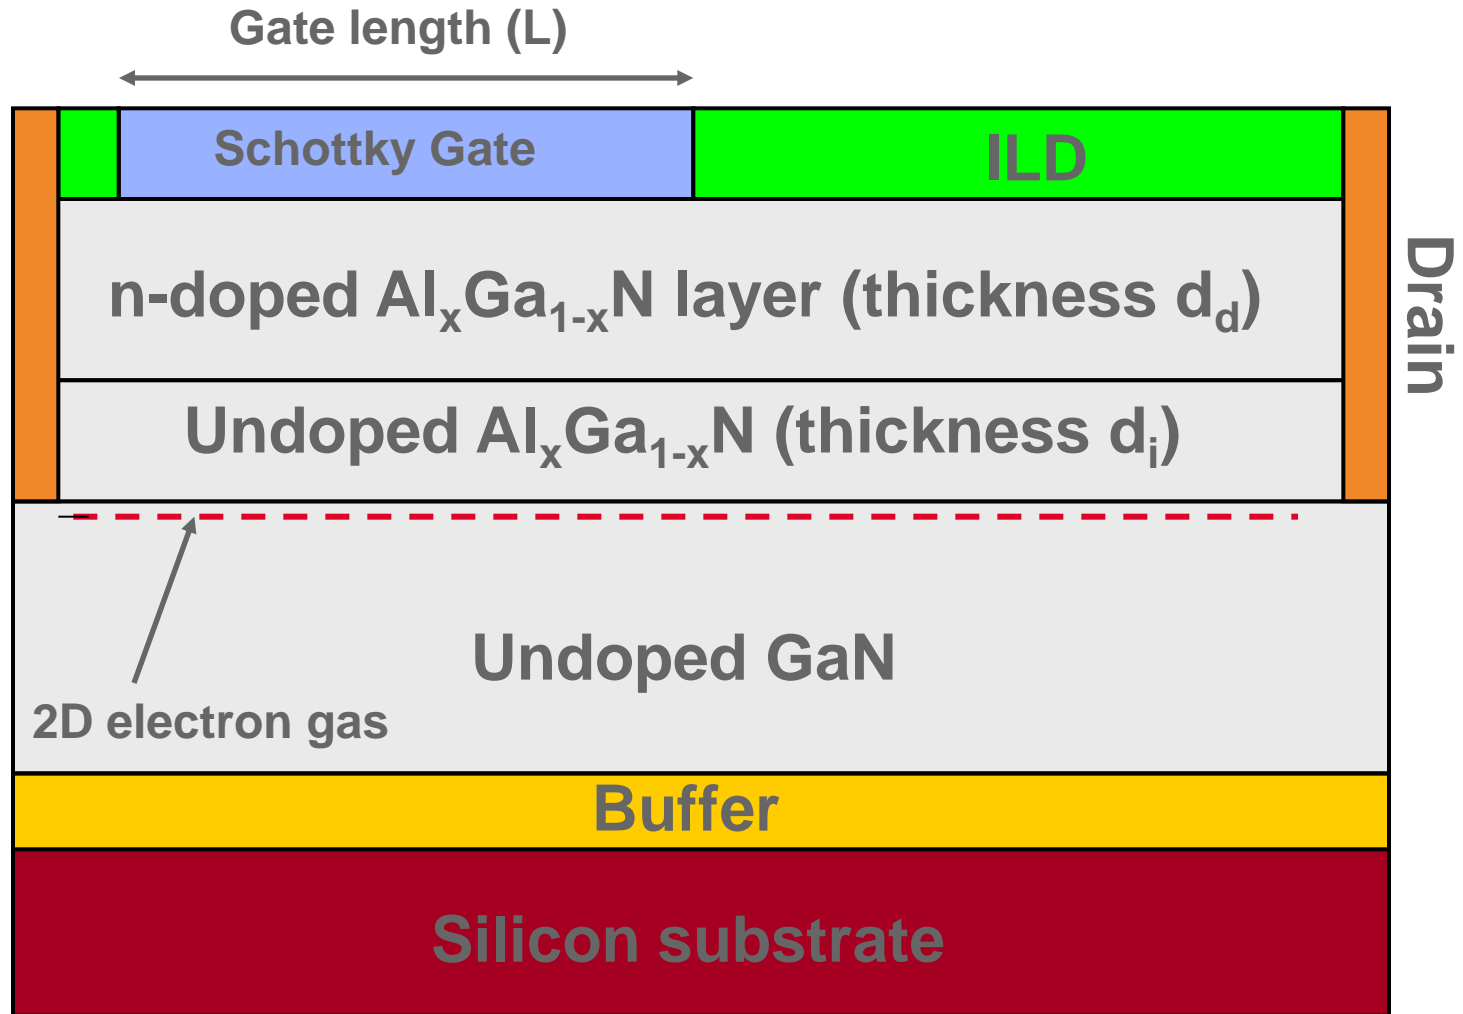 Gate length (L)
Schottky Gate
ILD
n-doped AlₓGa₁₋ₓN layer (thickness d_d)
Drain
Undoped AlₓGa₁₋ₓN (thickness dᵢ)
Undoped GaN
2D electron gas
Buffer
Silicon substrate